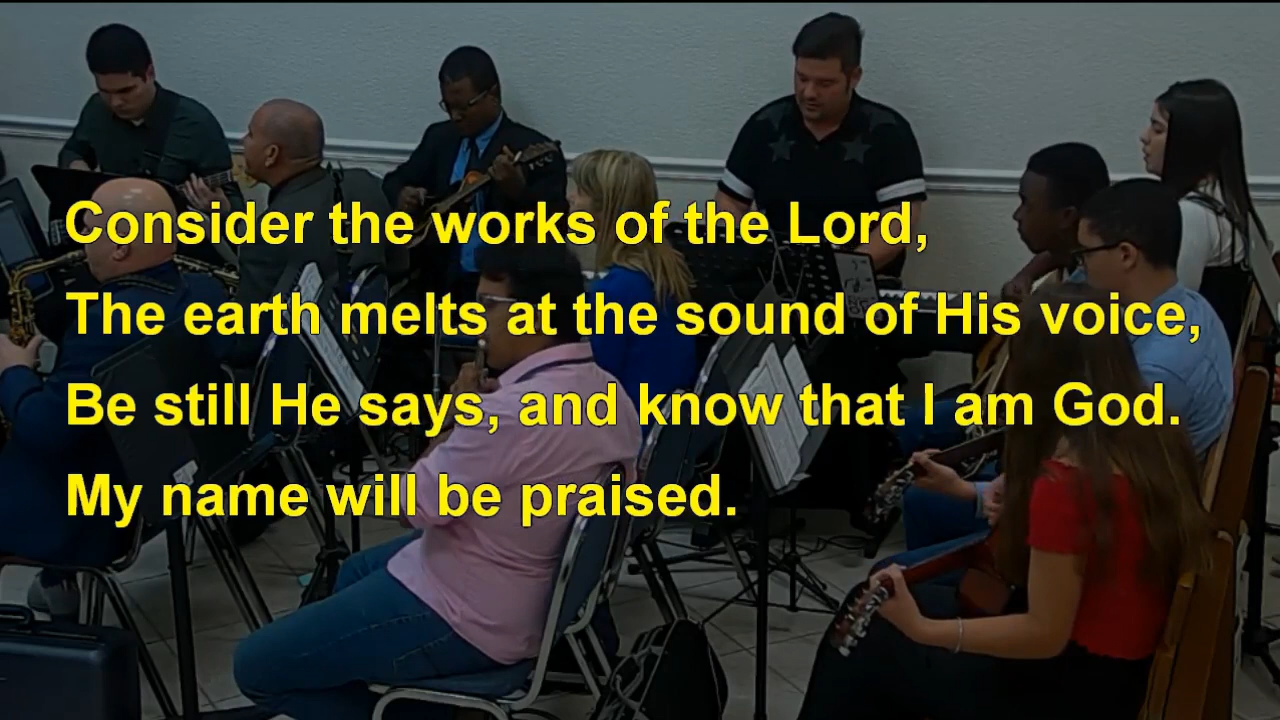 Consider the works of the Lord,
The earth melts at the sound of His voice,
Be still He says, and know that I am God.
My name will be praised.